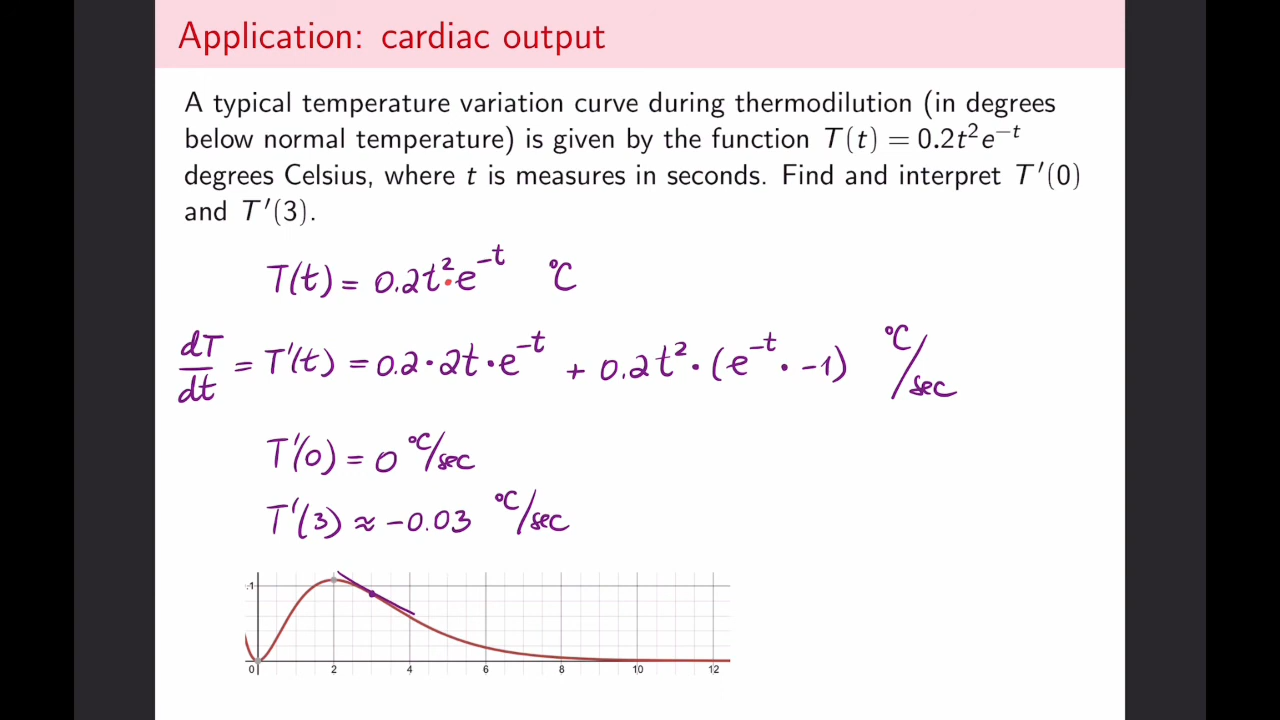 Application: cardiac output
A typical temperature variation curve during thermodilution (in degrees
below normal temperature) is given by the function T(t) = 0.2t²e⁻ᵗ
degrees Celsius, where t is measures in seconds. Find and interpret T′(0)
and T′(3).
T(t) = 0.2t²·e⁻ᵗ °C
dT/dt = T'(t) = 0.2·2t·e⁻ᵗ + 0.2t²·(e⁻ᵗ·-1) °C/sec
T'(0) = 0 °C/sec
T'(3) ≈ -0.03 °C/sec
.1
0 2 4 6 8 10 12